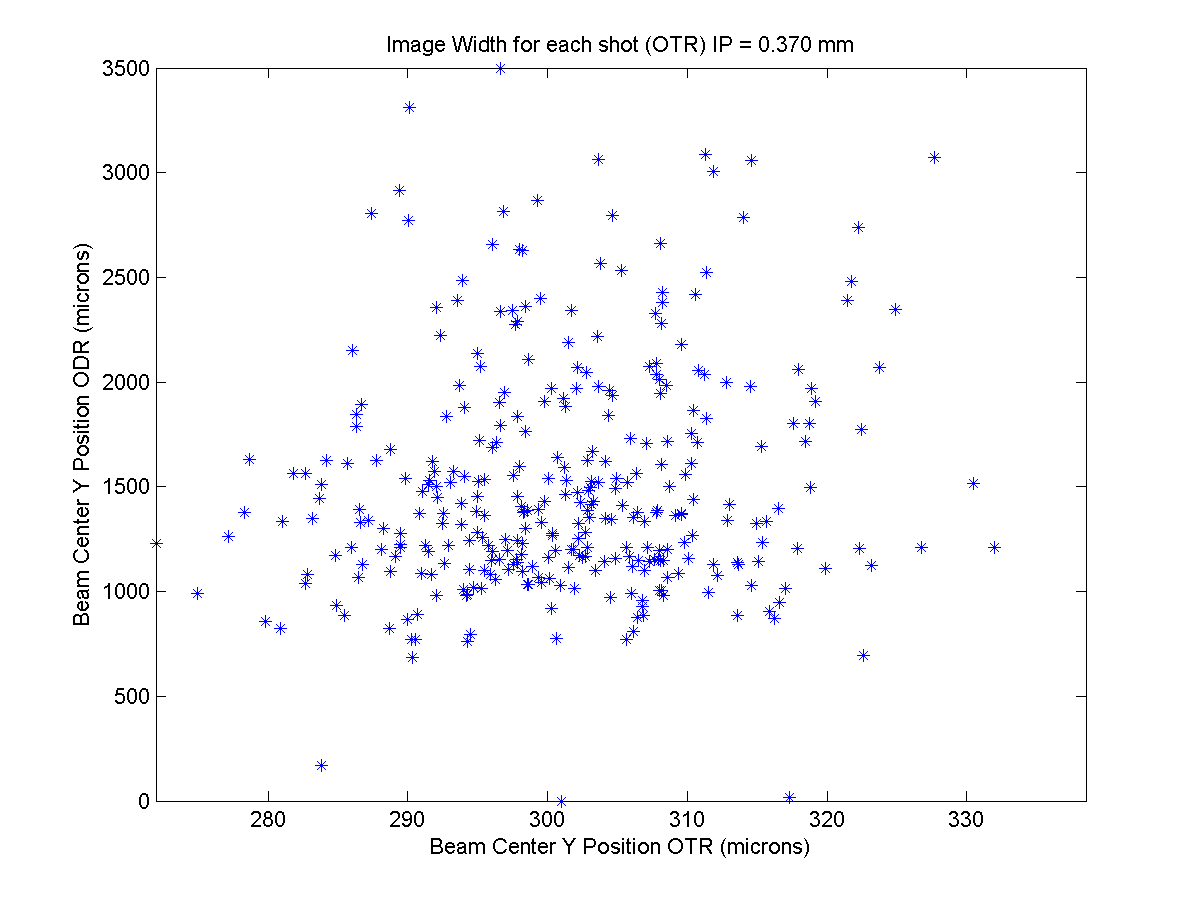 Image Width for each shot (OTR) IP = 0.370 mm
3500
3000
2500
2000
1500
1000
500
0
Beam Center Y Position ODR (microns)
280 290 300 310 320 330
Beam Center Y Position OTR (microns)